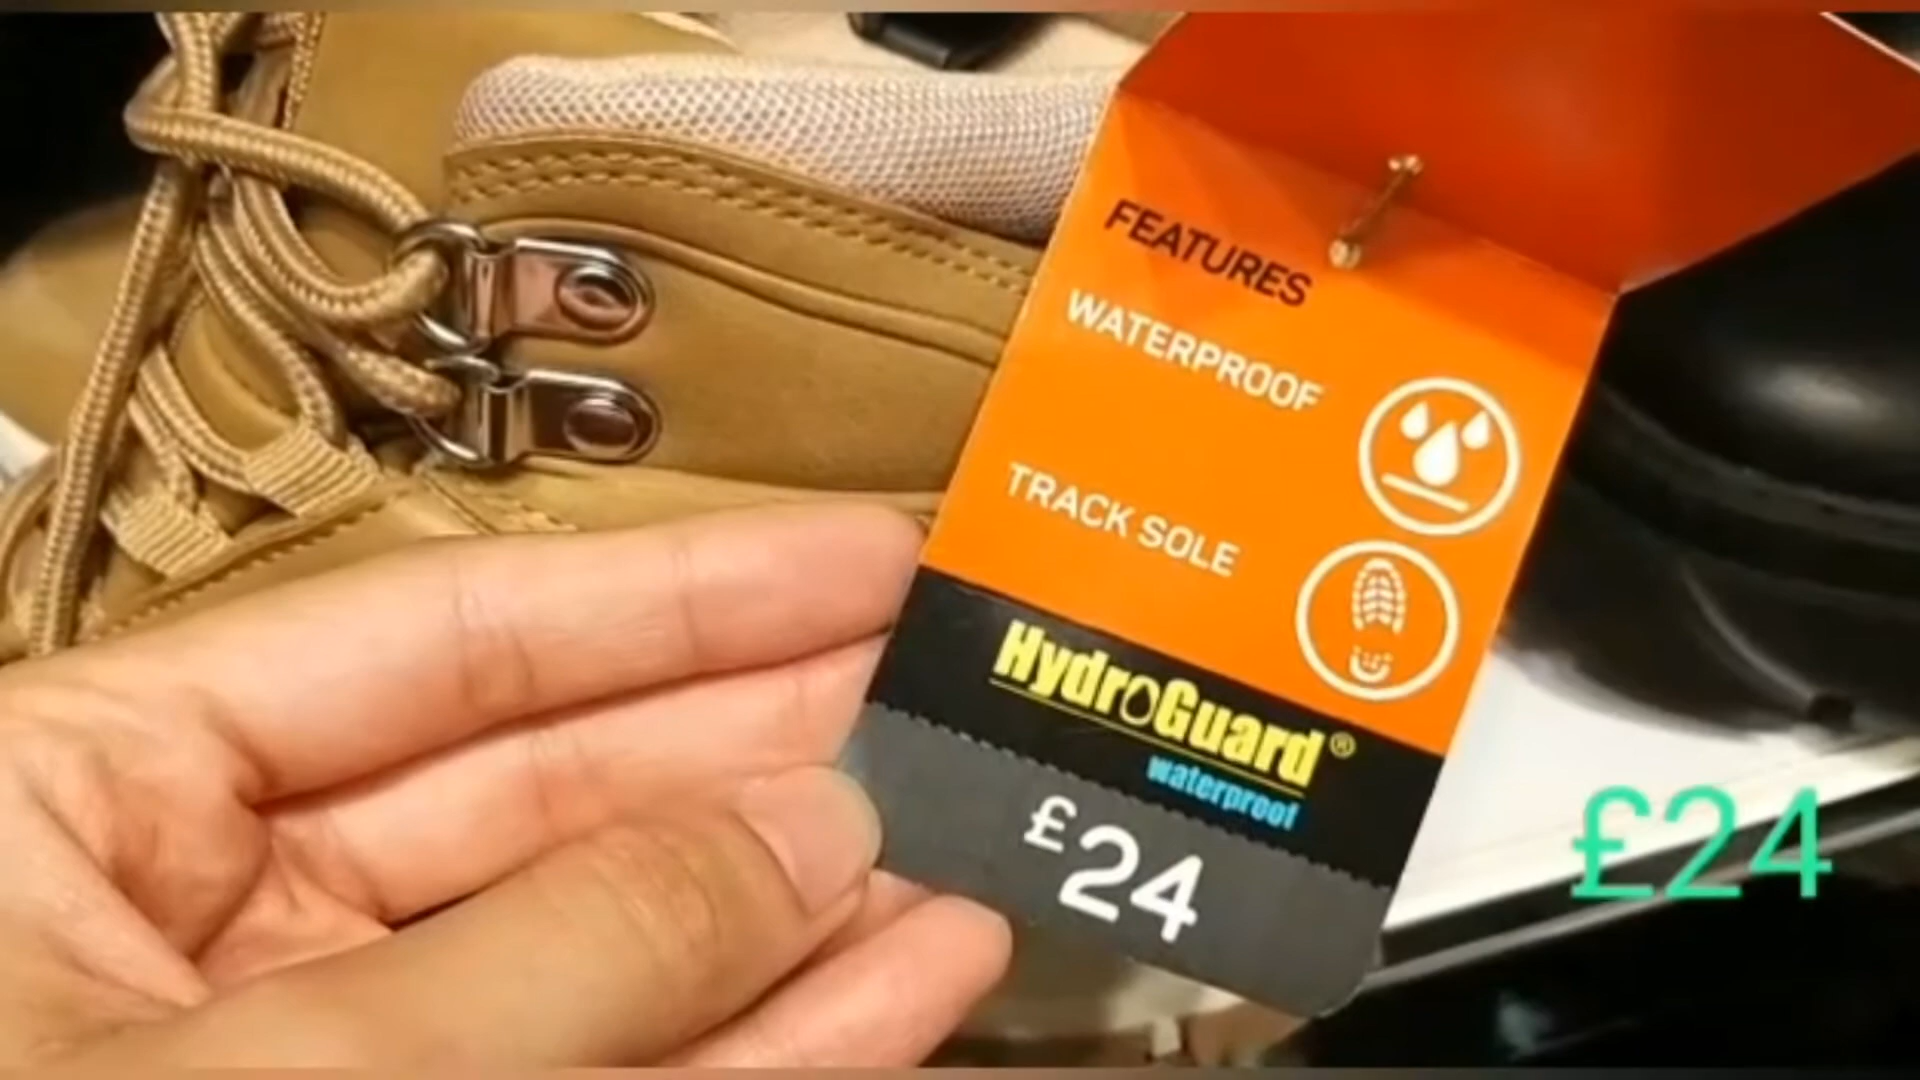 FEATURES
WATERPROOF
TRACK SOLE
HydroGuard®
waterproof
£24
£24